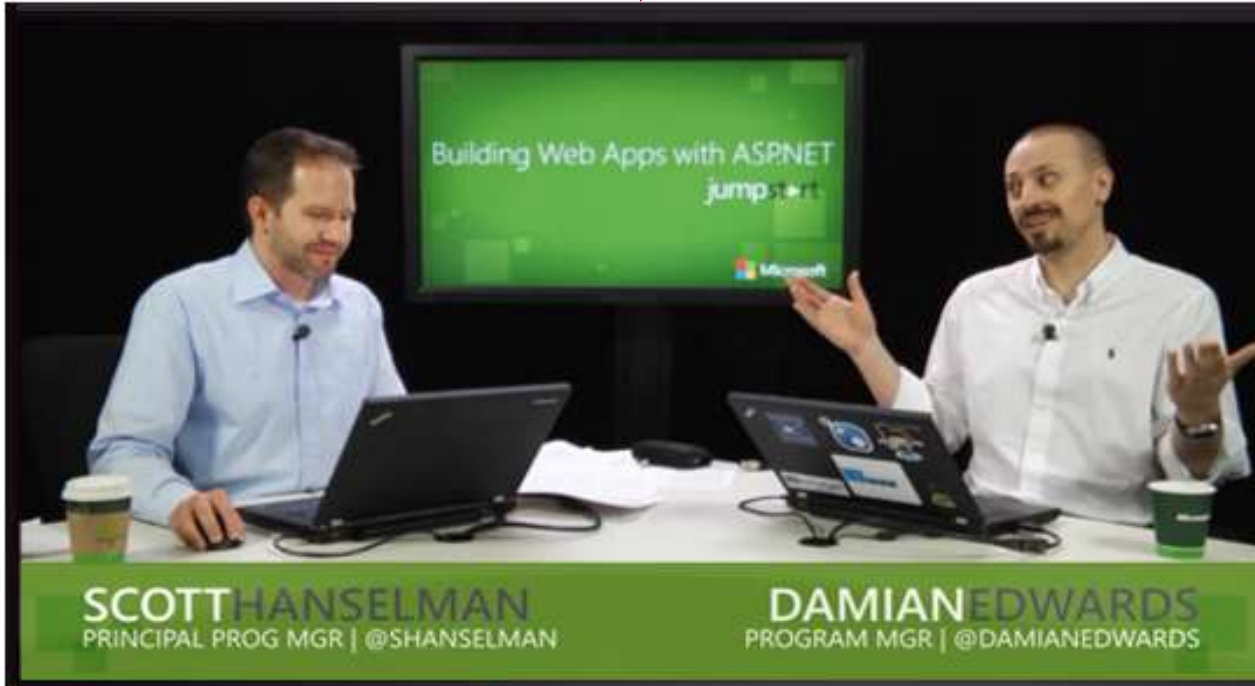 Building Web Apps with ASP.NET
jumpstart
Microsoft
SCOTTHANSELMAN
PRINCIPAL PROG MGR | @SHANSELMAN
DAMIANEDWARDS
PROGRAM MGR | @DAMIANEDWARDS